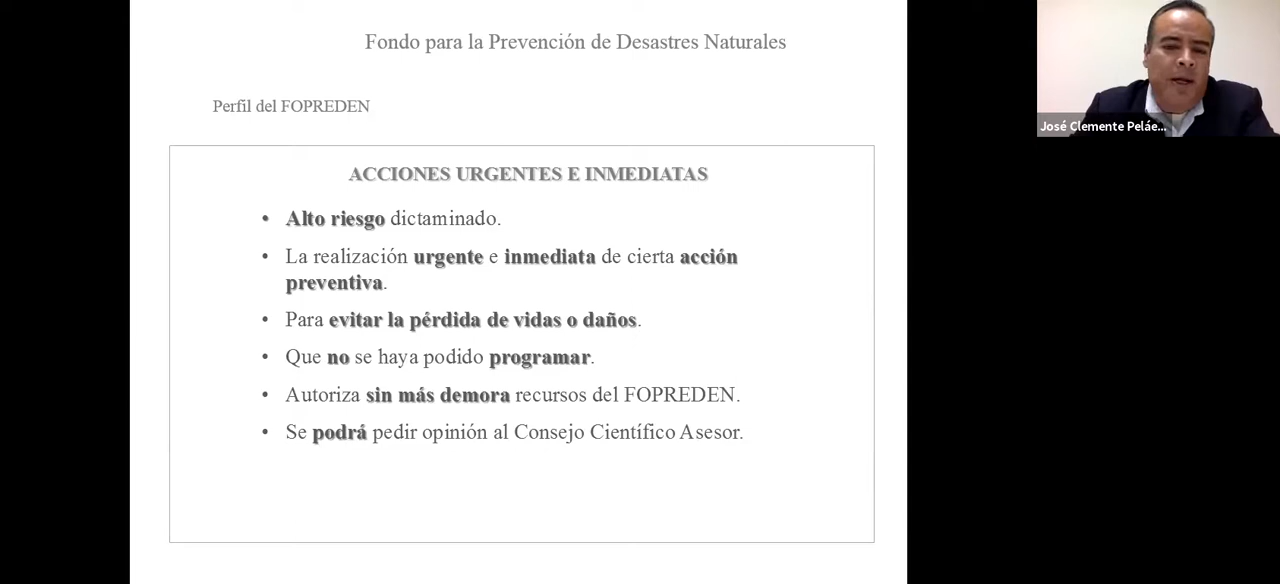 Fondo para la Prevención de Desastres Naturales
Perfil del FOPREDEN
ACCIONES URGENTES E INMEDIATAS
• Alto riesgo dictaminado.
• La realización urgente e inmediata de cierta acción
preventiva.
• Para evitar la pérdida de vidas o daños.
• Que no se haya podido programar.
• Autoriza sin más demora recursos del FOPREDEN.
• Se podrá pedir opinión al Consejo Científico Asesor.
José Clemente Peláe...